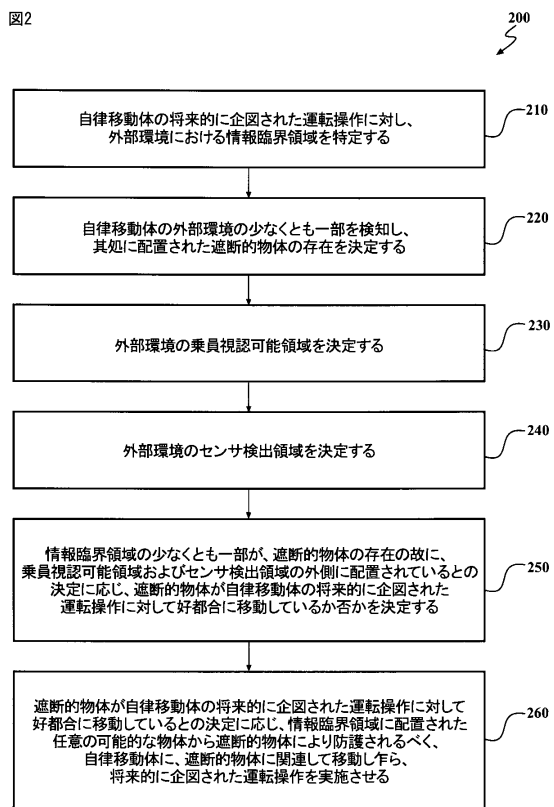 図2
200
自律移動体の将来的に企図された運転操作に対し、
外部環境における情報臨界領域を特定する
210
自律移動体の外部環境の少なくとも一部を検知し、
其処に配置された遮断的物体の存在を決定する
220
外部環境の乗員視認可能領域を決定する
230
外部環境のセンサ検出領域を決定する
240
情報臨界領域の少なくとも一部が、遮断的物体の存在の故に、
乗員視認可能領域およびセンサ検出領域の外側に配置されているとの
決定に応じ、遮断的物体が自律移動体の将来的に企図された
運転操作に対して好都合に移動しているか否かを決定する
250
遮断的物体が自律移動体の将来的に企図された運転操作に対して
好都合に移動しているとの決定に応じ、情報臨界領域に配置された
任意の可能的な物体から遮断的物体により防護されるべく、
自律移動体に、遮断的物体に関連して移動し乍ら、
将来的に企図された運転操作を実施させる
260